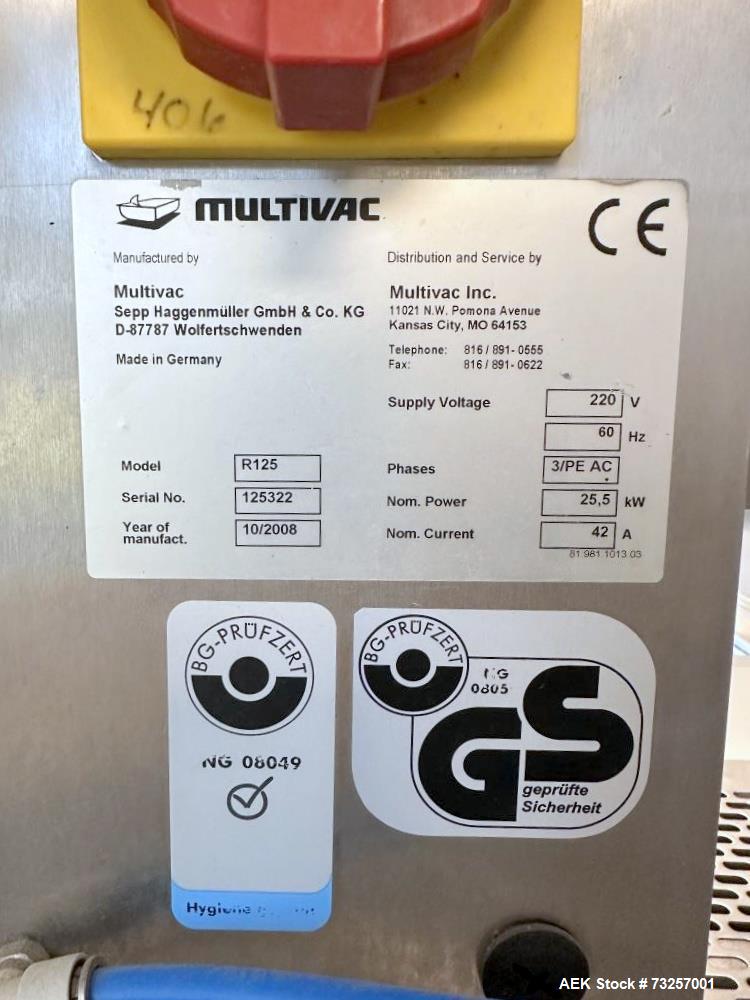 406
MULTIVAC
CE
Manufactured by
Multivac
Sepp Haggenmüller GmbH & Co. KG
D-87787 Wolfertschwenden
Made in Germany
Distribution and Service by
Multivac Inc.
11021 N.W. Pomona Avenue
Kansas City, MO 64153
Telephone: 816 / 891- 0555
Fax: 816 / 891- 0622
Supply Voltage 220 V
60 Hz
Model R125
Phases 3/PE AC
Serial No. 125322
Nom. Power 25,5 kW
Year of
manufact. 10/2008
Nom. Current 42 A
81.981.1013.03
BG-PRÜFZERT
NG 08049
Hygiene
BG-PRÜFZERT
NG
0805
GS
geprüfte
Sicherheit
AEK Stock # 73257001